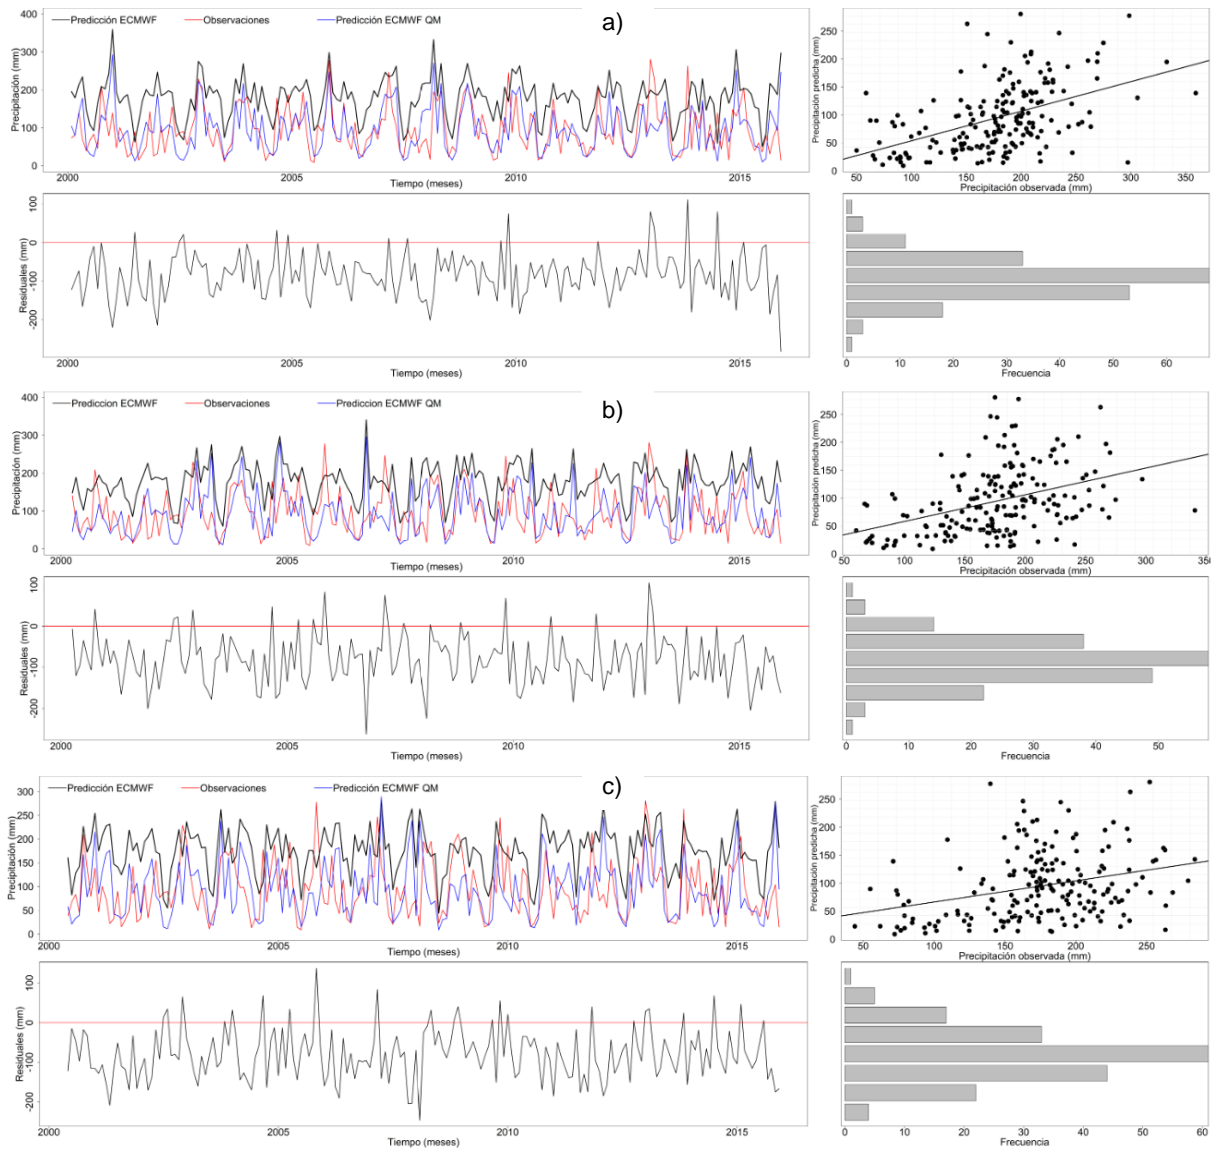 a)
Predicción ECMWF Observaciones Predicción ECMWF QM
Precipitación (mm)
400
300
200
100
0
2000 2005 2010 2015
Tiempo (meses)
Precipitación predicha (mm)
250
200
150
100
50
0
50 100 150 200 250 300 350
Precipitación observada (mm)
Residuales (mm)
100
0
-100
-200
2000 2005 2010 2015
Tiempo (meses)
0 10 20 30 40 50 60
Frecuencia
b)
Prediccion ECMWF Observaciones Prediccion ECMWF QM
Precipitación (mm)
400
300
200
100
0
2000 2005 2010 2015
Tiempo (meses)
Precipitación predicha (mm)
250
200
150
100
50
0
50 100 150 200 250 300 350
Precipitación observada (mm)
Residuales (mm)
100
0
-100
-200
2000 2005 2010 2015
Tiempo (meses)
0 10 20 30 40 50
Frecuencia
c)
Predicción ECMWF Observaciones Predicción ECMWF QM
Precipitación (mm)
300
250
200
150
100
50
0
2000 2005 2010 2015
Tiempo (meses)
Precipitación predicha (mm)
250
200
150
100
50
0
50 100 150 200 250
Precipitación observada (mm)
Residuales (mm)
100
0
-100
-200
2000 2005 2010 2015
Tiempo (meses)
0 10 20 30 40 50 60
Frecuencia